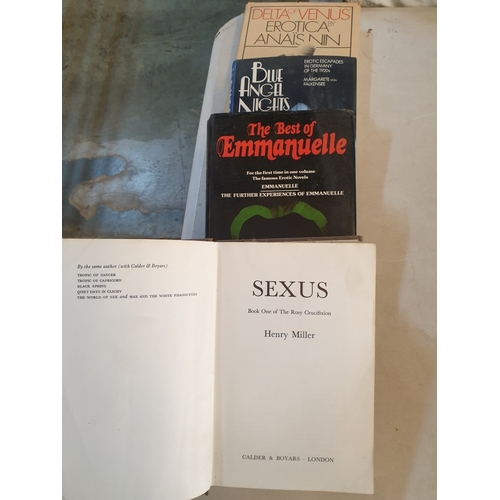 DELTA OF VENUS
EROTICA BY
ANAÏS NIN
BLUE
ANGEL
NIGHTS
EROTIC ESCAPADES
IN GERMANY
OF THE 1920s
MARGARETE von
FALKENSEE
The Best of
Emmanuelle
For the first time in one volume
The famous Erotic Novels
EMMANUELLE
THE FURTHER EXPERIENCES OF EMMANUELLE
By the same author (with Calder & Boyars)
TROPIC OF CANCER
TROPIC OF CAPRICORN
BLACK SPRING
QUIET DAYS IN CLICHY
THE WORLD OF SEX and MAX AND THE WHITE PHAGOCYTES
SEXUS
Book One of The Rosy Crucifixion
Henry Miller
CALDER & BOYARS - LONDON